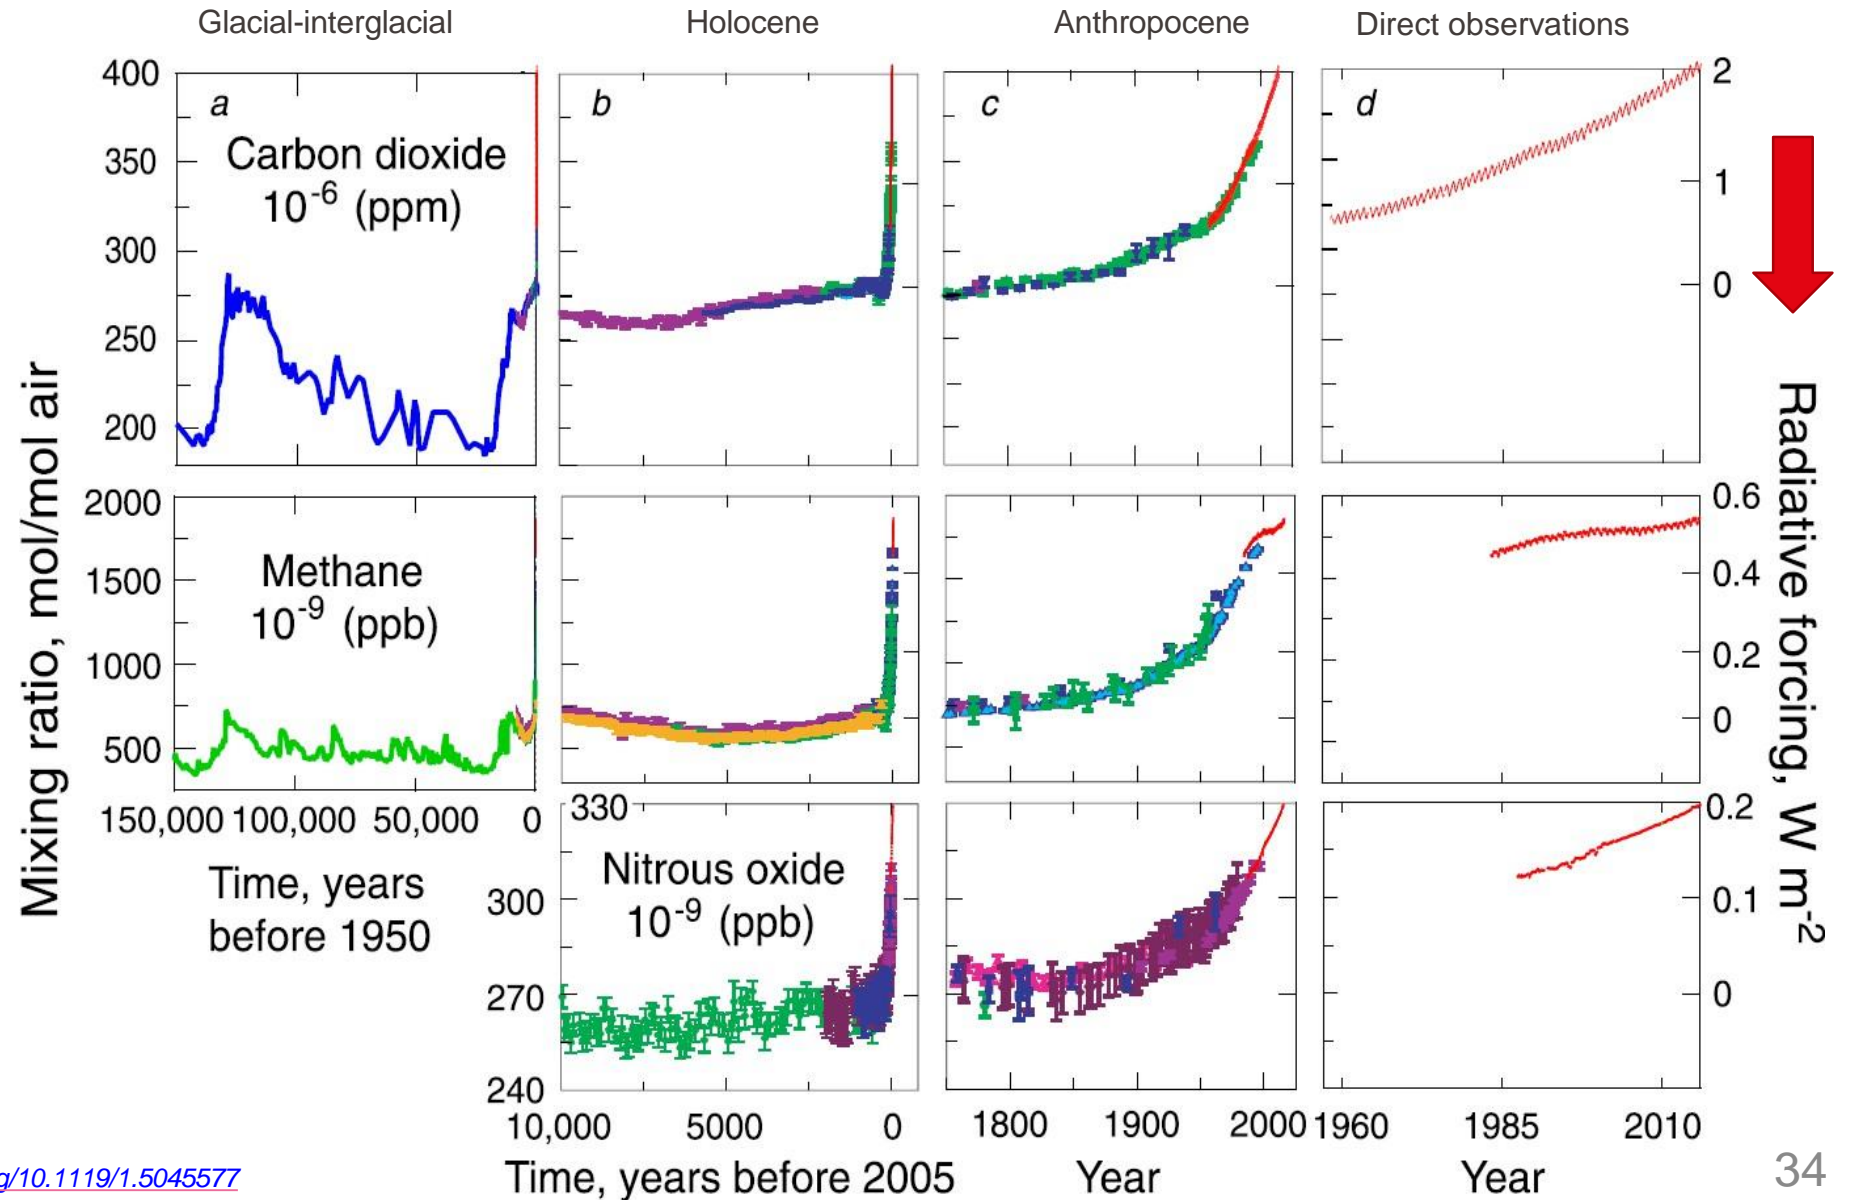 Glacial-interglacial
Holocene
Anthropocene
Direct observations
400
350
300
250
200
a
Carbon dioxide
10-6 (ppm)
b
c
d
2
1
0
Mixing ratio, mol/mol air
Radiative forcing, W m-2
2000
1500
1000
500
Methane
10-9 (ppb)
0.6
0.4
0.2
0
150,000 100,000 50,000 0
Time, years
before 1950
330
300
270
240
Nitrous oxide
10-9 (ppb)
0.2
0.1
0
10,000 5000 0
1800 1900 2000
1960 1985 2010
Time, years before 2005
Year
Year
g/10.1119/1.5045577
34